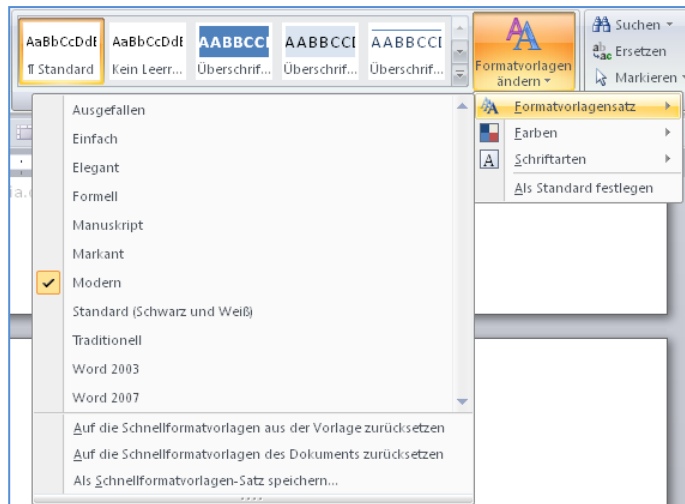 AaBbCcDdE AaBbCcDdE AABBCCI AABBCCI AABBCCI
¶ Standard Kein Leerr... Überschrif... Überschrif... Überschrif...
Formatvorlagen
ändern
Suchen
Ersetzen
Markieren
Formatvorlagensatz
Farben
Schriftarten
Als Standard festlegen
Ausgefallen
Einfach
Elegant
Formell
Manuskript
Markant
Modern
Standard (Schwarz und Weiß)
Traditionell
Word 2003
Word 2007
Auf die Schnellformatvorlagen aus der Vorlage zurücksetzen
Auf die Schnellformatvorlagen des Dokuments zurücksetzen
Als Schnellformatvorlagen-Satz speichern...